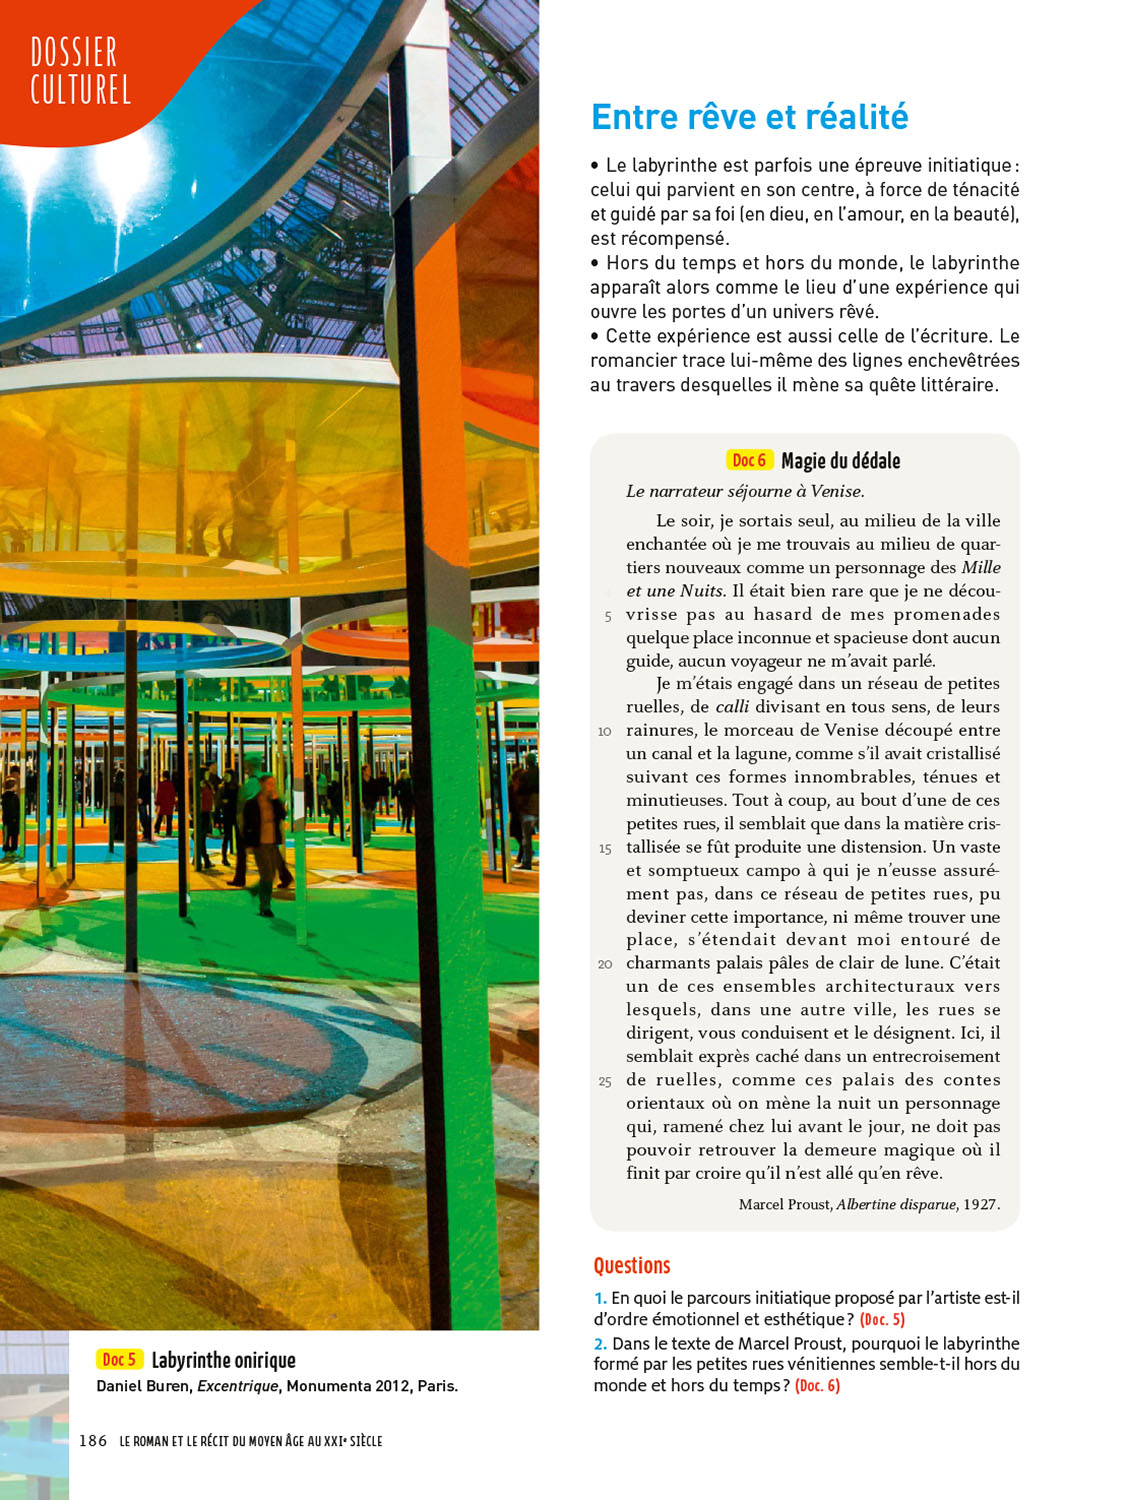 DOSSIER
CULTUREL
Entre rêve et réalité
• Le labyrinthe est parfois une épreuve initiatique :
celui qui parvient en son centre, à force de ténacité
et guidé par sa foi (en dieu, en l'amour, en la beauté),
est récompensé.
• Hors du temps et hors du monde, le labyrinthe
apparaît alors comme le lieu d'une expérience qui
ouvre les portes d'un univers rêvé.
• Cette expérience est aussi celle de l'écriture. Le
romancier trace lui-même des lignes enchevêtrées
au travers desquelles il mène sa quête littéraire.
Doc 6 Magie du dédale
Le narrateur séjourne à Venise.
Le soir, je sortais seul, au milieu de la ville
enchantée où je me trouvais au milieu de quar-
tiers nouveaux comme un personnage des Mille
et une Nuits. Il était bien rare que je ne décou-
5 vrisse pas au hasard de mes promenades
quelque place inconnue et spacieuse dont aucun
guide, aucun voyageur ne m'avait parlé.
Je m'étais engagé dans un réseau de petites
ruelles, de calli divisant en tous sens, de leurs
10 rainures, le morceau de Venise découpé entre
un canal et la lagune, comme s'il avait cristallisé
suivant ces formes innombrables, ténues et
minutieuses. Tout à coup, au bout d'une de ces
petites rues, il semblait que dans la matière cris-
15 tallisée se fût produite une distension. Un vaste
et somptueux campo à qui je n'eusse assuré-
ment pas, dans ce réseau de petites rues, pu
deviner cette importance, ni même trouver une
place, s'étendait devant moi entouré de
20 charmants palais pâles de clair de lune. C'était
un de ces ensembles architecturaux vers
lesquels, dans une autre ville, les rues se
dirigent, vous conduisent et le désignent. Ici, il
semblait exprès caché dans un entrecroisement
25 de ruelles, comme ces palais des contes
orientaux où on mène la nuit un personnage
qui, ramené chez lui avant le jour, ne doit pas
pouvoir retrouver la demeure magique où il
finit par croire qu'il n'est allé qu'en rêve.
Marcel Proust, Albertine disparue, 1927.
Questions
1. En quoi le parcours initiatique proposé par l'artiste est-il
d'ordre émotionnel et esthétique ? (Doc. 5)
2. Dans le texte de Marcel Proust, pourquoi le labyrinthe
formé par les petites rues vénitiennes semble-t-il hors du
monde et hors du temps ? (Doc. 6)
Doc 5 Labyrinthe onirique
Daniel Buren, Excentrique, Monumenta 2012, Paris.
186 LE ROMAN ET LE RÉCIT DU MOYEN ÂGE AU XXIe SIÈCLE